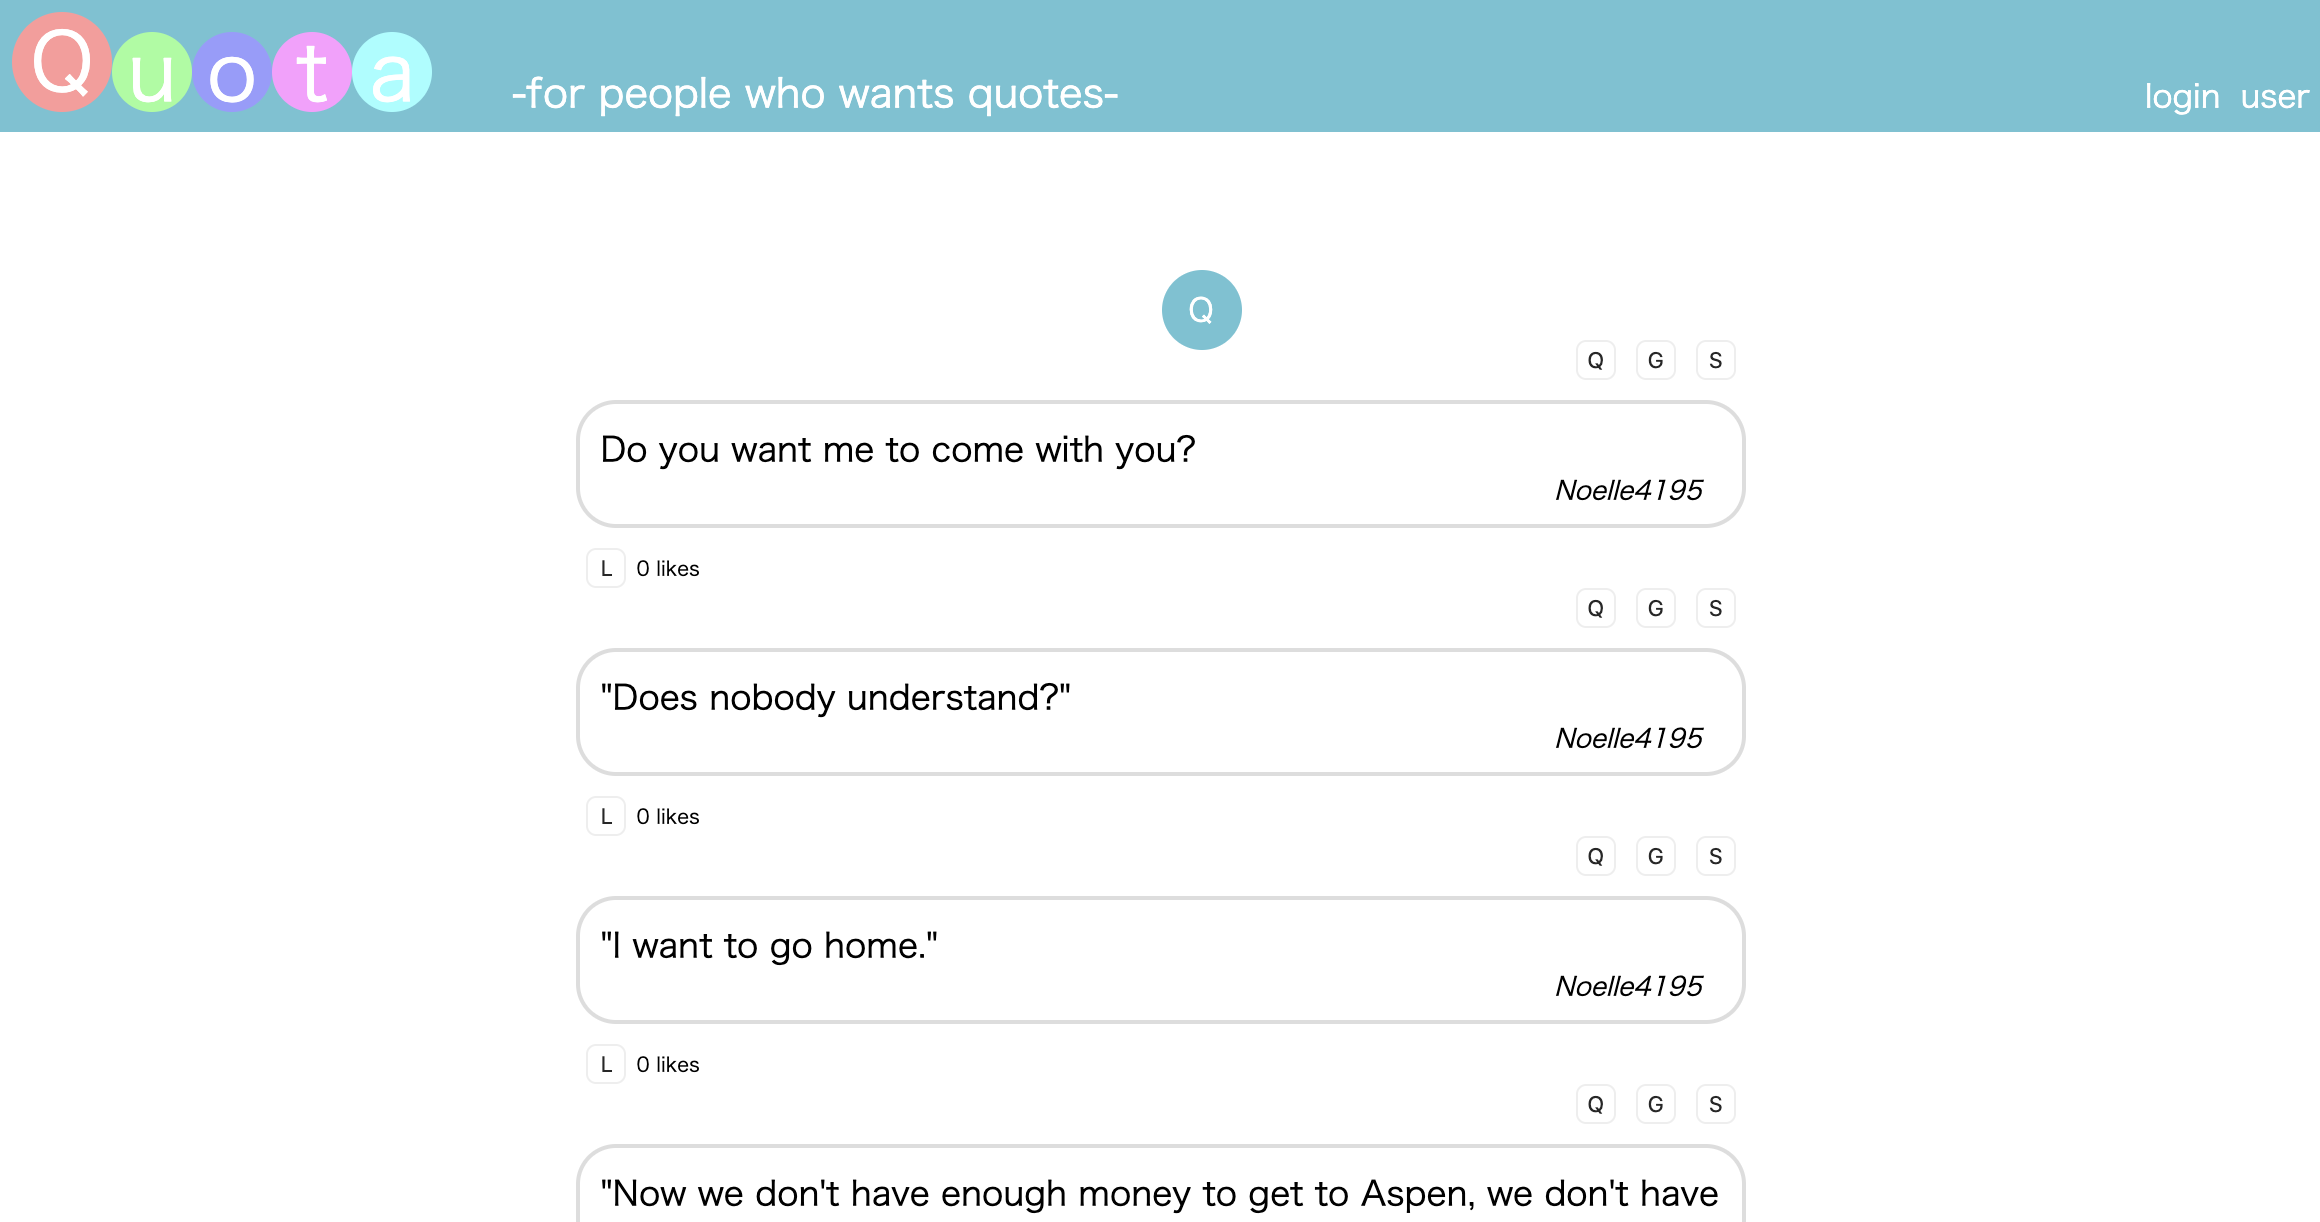 Quota -for people who wants quotes- login user
Q
Q G S
Do you want me to come with you?
Noelle4195
L 0 likes
Q G S
"Does nobody understand?"
Noelle4195
L 0 likes
Q G S
"I want to go home."
Noelle4195
L 0 likes
Q G S
"Now we don't have enough money to get to Aspen, we don't have